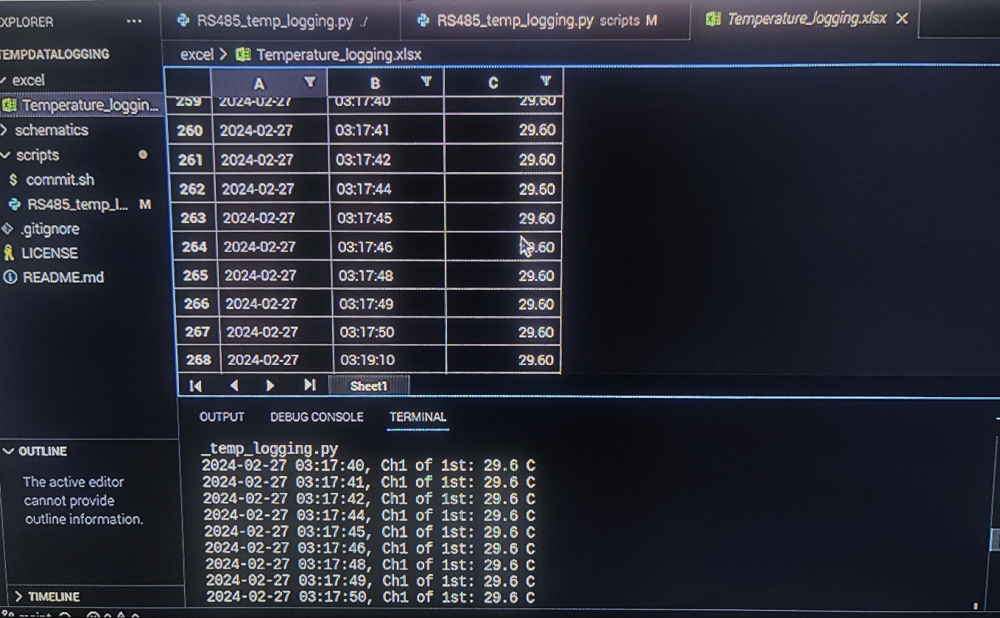 EXPLORER ...
RS485_temp_logging.py ./
RS485_temp_logging.py scripts M
Temperature_logging.xlsx
TEMPDATALOGGING
excel
Temperature_loggin...
schematics
scripts
$ commit.sh
RS485_temp_l... M
.gitignore
LICENSE
README.md
excel > Temperature_logging.xlsx
A B C
259 2024-02-27 03:17:40 29.60
260 2024-02-27 03:17:41 29.60
261 2024-02-27 03:17:42 29.60
262 2024-02-27 03:17:44 29.60
263 2024-02-27 03:17:45 29.60
264 2024-02-27 03:17:46 29.60
265 2024-02-27 03:17:48 29.60
266 2024-02-27 03:17:49 29.60
267 2024-02-27 03:17:50 29.60
268 2024-02-27 03:19:10 29.60
Sheet1
OUTPUT DEBUG CONSOLE TERMINAL
_temp_logging.py
2024-02-27 03:17:40, Ch1 of 1st: 29.6 C
2024-02-27 03:17:41, Ch1 of 1st: 29.6 C
2024-02-27 03:17:42, Ch1 of 1st: 29.6 C
2024-02-27 03:17:44, Ch1 of 1st: 29.6 C
2024-02-27 03:17:45, Ch1 of 1st: 29.6 C
2024-02-27 03:17:46, Ch1 of 1st: 29.6 C
2024-02-27 03:17:48, Ch1 of 1st: 29.6 C
2024-02-27 03:17:49, Ch1 of 1st: 29.6 C
2024-02-27 03:17:50, Ch1 of 1st: 29.6 C
OUTLINE
The active editor
cannot provide
outline information.
TIMELINE